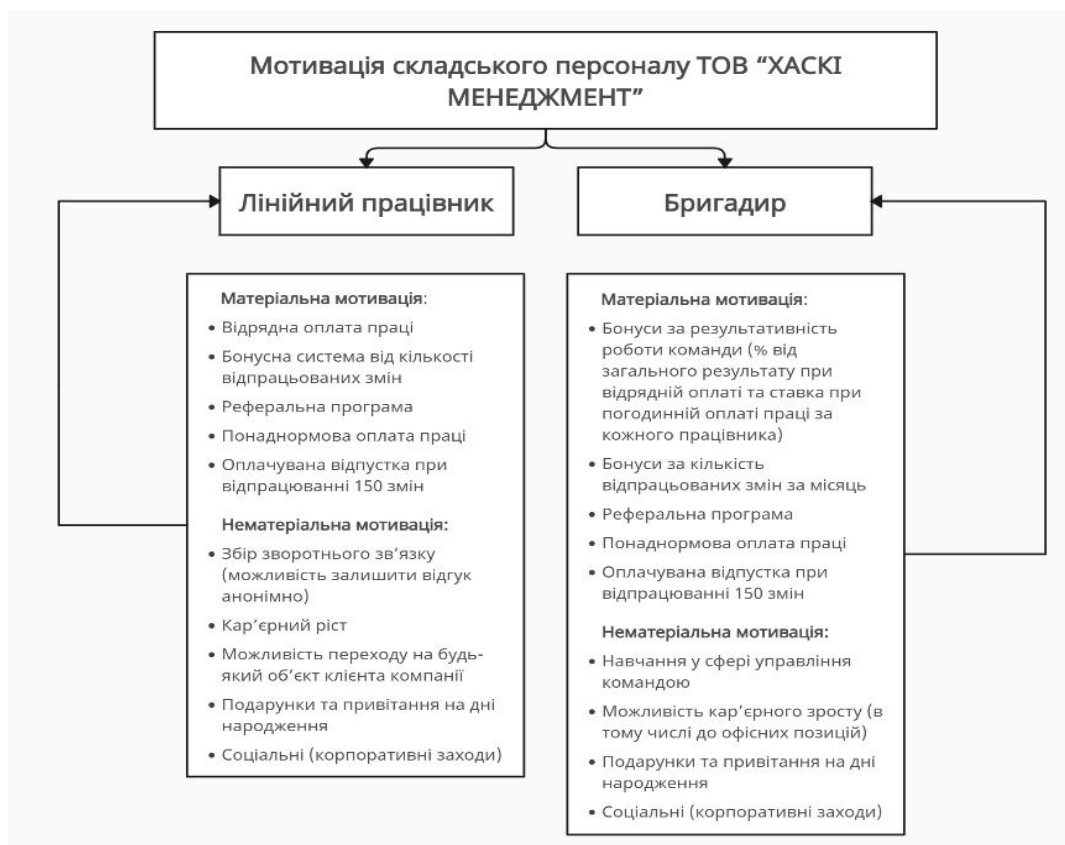 Мотивація складського персоналу ТОВ “ХАСКІ
МЕНЕДЖМЕНТ”
Лінійний працівник
Бригадир
Матеріальна мотивація:
• Відрядна оплата праці
• Бонусна система від кількості
відпрацьованих змін
• Реферальна програма
• Понаднормова оплата праці
• Оплачувана відпустка при
відпрацюванні 150 змін
Нематеріальна мотивація:
• Збір зворотнього зв’язку
(можливість залишити відгук
анонімно)
• Кар’єрний ріст
• Можливість переходу на будь-
який об’єкт клієнта компанії
• Подарунки та привітання на дні
народження
• Соціальні (корпоративні заходи)
Матеріальна мотивація:
• Бонуси за результативність
роботи команди (% від
загального результату при
відрядній оплаті та ставка при
погодинній оплаті праці за
кожного працівника)
• Бонуси за кількість
відпрацьованих змін за місяць
• Реферальна програма
• Понаднормова оплата праці
• Оплачувана відпустка при
відпрацюванні 150 змін
Нематеріальна мотивація:
• Навчання у сфері управління
командою
• Можливість кар’єрного зросту (в
тому числі до офісних позицій)
• Подарунки та привітання на дні
народження
• Соціальні (корпоративні заходи)